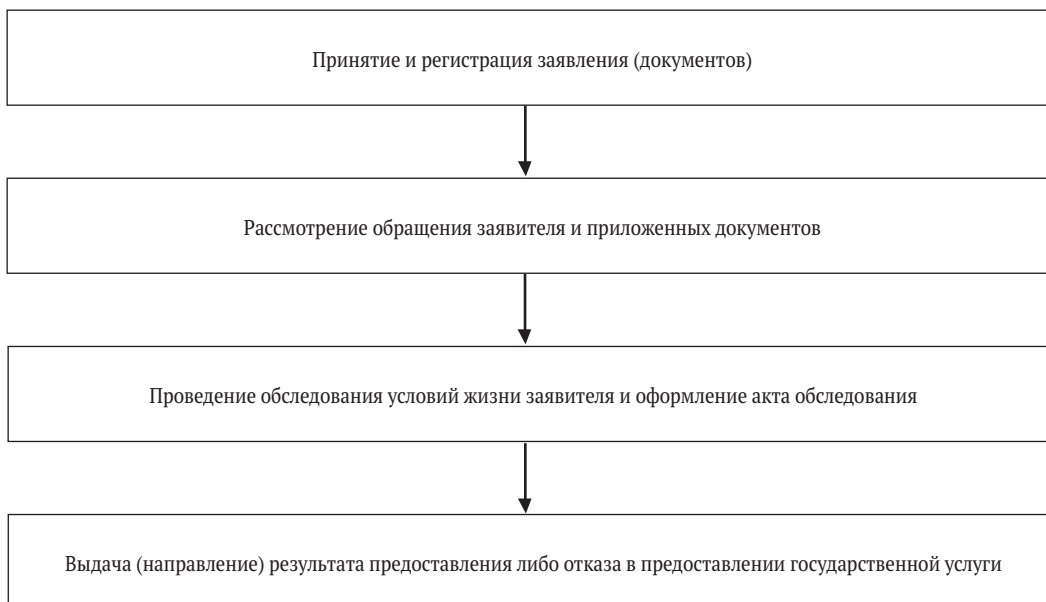 Принятие и регистрация заявления (документов)
Рассмотрение обращения заявителя и приложенных документов
Проведение обследования условий жизни заявителя и оформление акта обследования
Выдача (направление) результата предоставления либо отказа в предоставлении государственной услуги